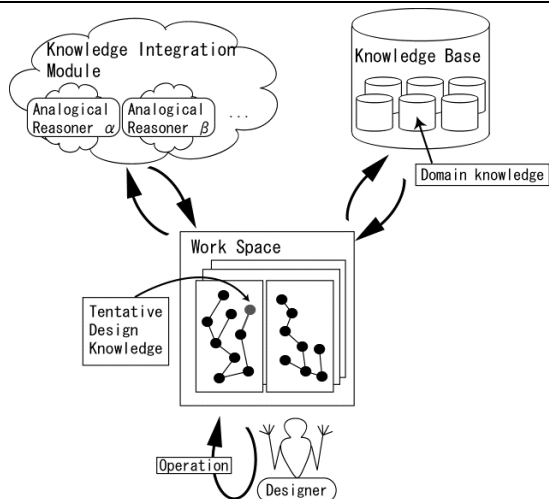 Knowledge Integration
Module
Analogical
Reasoner α
Analogical
Reasoner β
...
Knowledge Base
Domain knowledge
Work Space
Tentative
Design
Knowledge
Operation
Designer